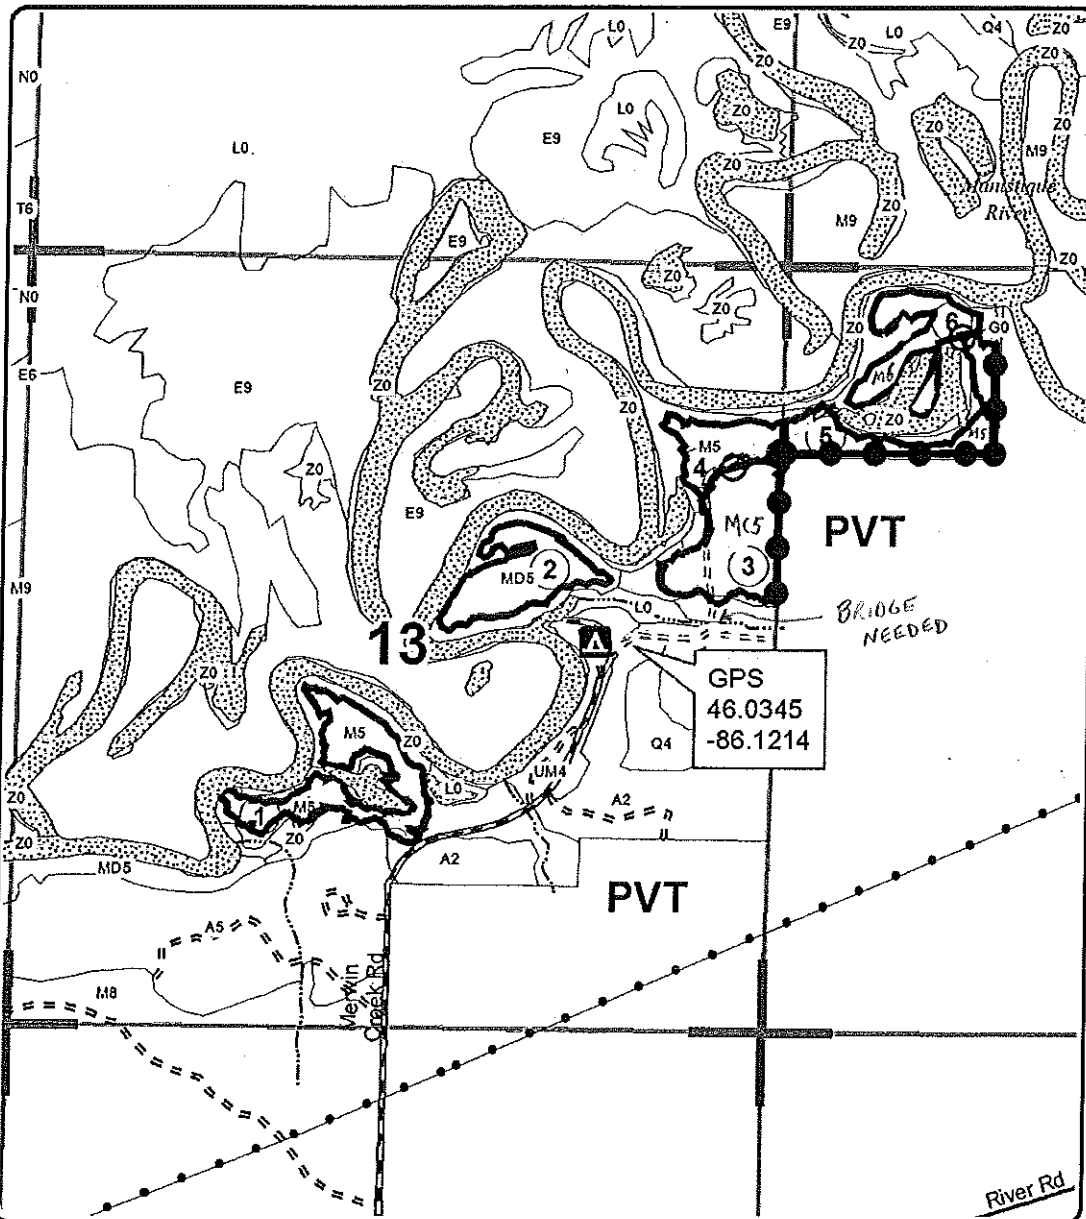 E9
L0
Q4
Z0
Z0
L0
Z0
Z0
N0
L0
Z0
Z0
Z0
E9
L0
M9
Z0
Manistique
River
T6
M9
Z0
E9
Z0
Z0
N0
Z0
Z0
6
G0
E6
E9
Z0
M6
Z0
Z0
5
M5
4
Z0
E9
MC5
PVT
MD5
2
3
M9
L0
BRIDGE
NEEDED
13
Z0
GPS
46.0345
-86.1214
M5
Z0
Q4
UM4
L0
A2
Z0
1
M5
Z0
Z0
MD5
A2
PVT
A5
Merwin
Creek Rd
M8
River Rd